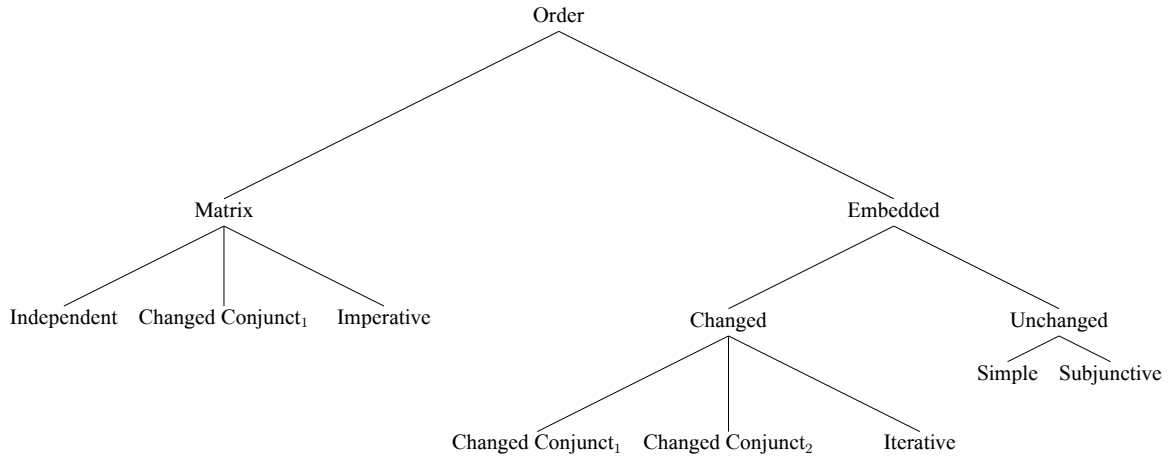 Order
Matrix Embedded
Independent Changed Conjunct₁ Imperative Changed Unchanged
Simple Subjunctive
Changed Conjunct₁ Changed Conjunct₂ Iterative